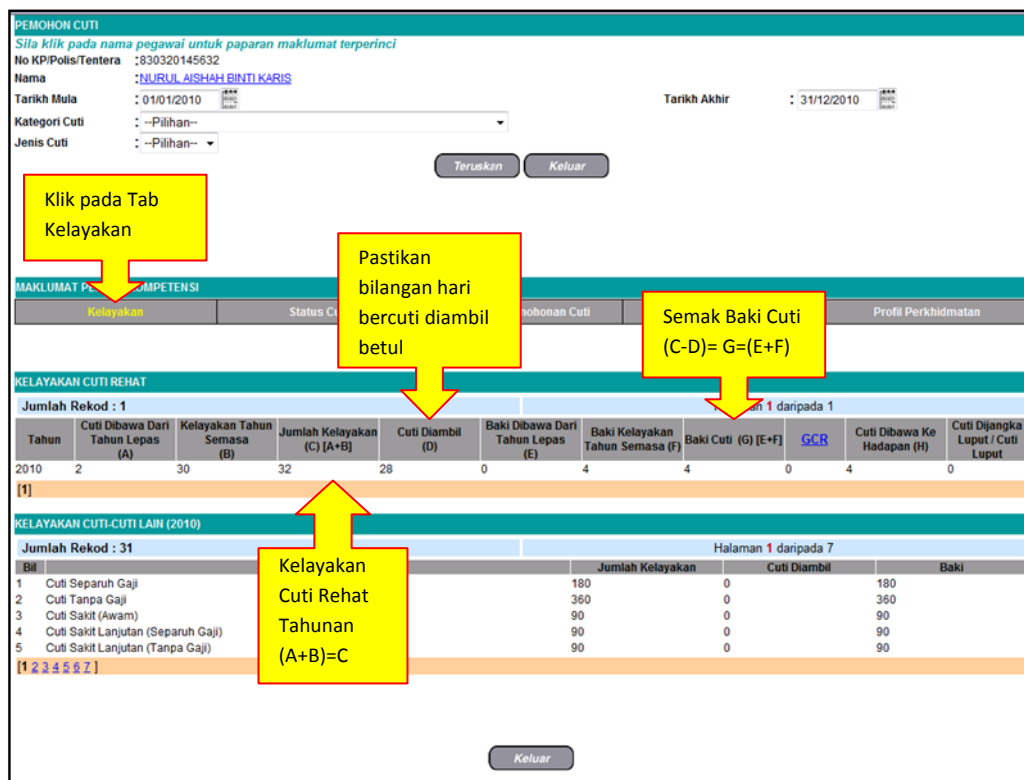 PEMOHON CUTI
Sila klik pada nama pegawai untuk paparan maklumat terperinci
No KP/Polis/Tentera :830320145632
Nama :NURUL AISHAH BINTI KARIS
Tarikh Mula : 01/01/2010 Tarikh Akhir : 31/12/2010
Kategori Cuti : --Pilihan--
Jenis Cuti : --Pilihan--
Teruskan Keluar
Klik pada Tab
Kelayakan
Pastikan
bilangan hari
bercuti diambil
betul
Semak Baki Cuti
(C-D)= G=(E+F)
MAKLUMAT
Kelayakan Status Cuti Profil Perkhidmatan
KELAYAKAN CUTI REHAT
Jumlah Rekod : 1 1 daripada 1
Tahun Cuti Dibawa Dari Tahun Lepas (A) Kelayakan Tahun Semasa (B) Jumlah Kelayakan (C) [A+B] Cuti Diambil (D) Baki Dibawa Dari Tahun Lepas (E) Baki Kelayakan Tahun Semasa (F) Baki Cuti (G) [E+F] GCR Cuti Dibawa Ke Hadapan (H) Cuti Dijangka Luput / Cuti Luput
2010 2 30 32 28 0 4 4 0 4 0
[1]
KELAYAKAN CUTI-CUTI LAIN (2010)
Jumlah Rekod : 31 Halaman 1 daripada 7
Bil Jumlah Kelayakan Cuti Diambil Baki
1 Cuti Separuh Gaji 180 0 180
2 Cuti Tanpa Gaji 360 0 360
3 Cuti Sakit (Awam) 90 0 90
4 Cuti Sakit Lanjutan (Separuh Gaji) 90 0 90
5 Cuti Sakit Lanjutan (Tanpa Gaji) 90 0 90
[1 2 3 4 5 6 7 ]
Kelayakan
Cuti Rehat
Tahunan
(A+B)=C
Keluar